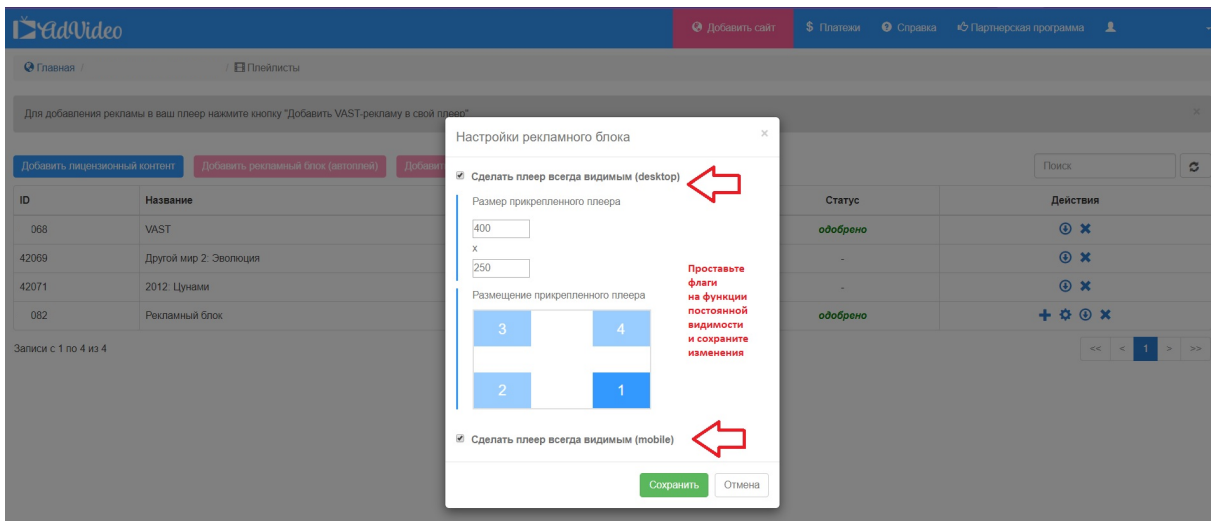 AdVideo
Добавить сайт
Платежи
Справка
Партнерская программа
Главная / / Плейлисты
Для добавления рекламы в ваш плеер нажмите кнопку "Добавить VAST-рекламу в свой плеер"
×
Добавить лицензионный контент
Добавить рекламный блок (автоплей)
Поиск
ID Название Статус Действия
068 VAST одобрено
42069 Другой мир 2: Эволюция -
42071 2012: Цунами -
082 Рекламный блок одобрено
Записи с 1 по 4 из 4
<< < 1 > >>
Настройки рекламного блока ×
Сделать плеер всегда видимым (desktop)
Размер прикрепленного плеера
400
x
250
Размещение прикрепленного плеера
3 4
2 1
Проставьте
флаги
на функции
постоянной
видимости
и сохраните
изменения
Сделать плеер всегда видимым (mobile)
Сохранить Отмена